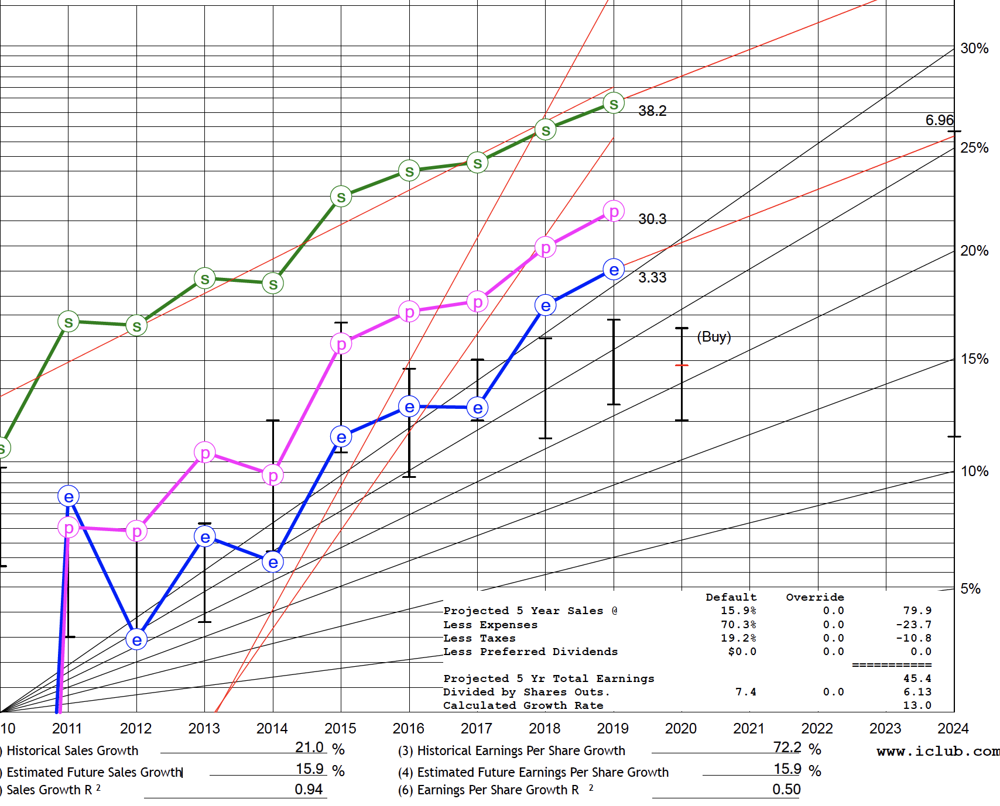 30%
s 38.2
6.96
s
25%
s
s
s
p 30.3
20%
p
e 3.33
s
s
e
p
p
s
s
(Buy)
p
15%
e
e
e
s
p
10%
p
e
p
p
e
e
5%
Default Override
Projected 5 Year Sales @ 15.9% 0.0 79.9
Less Expenses 70.3% 0.0 -23.7
e
Less Taxes 19.2% 0.0 -10.8
Less Preferred Dividends $0.0 0.0 0.0
===========
Projected 5 Yr Total Earnings 45.4
Divided by Shares Outs. 7.4 0.0 6.13
Calculated Growth Rate 13.0
10 2011 2012 2013 2014 2015 2016 2017 2018 2019 2020 2021 2022 2023 2024
) Historical Sales Growth 21.0 % (3) Historical Earnings Per Share Growth 72.2 % www.iclub.com
) Estimated Future Sales Growth 15.9 % (4) Estimated Future Earnings Per Share Growth 15.9 %
) Sales Growth R ² 0.94 (6) Earnings Per Share Growth R ² 0.50